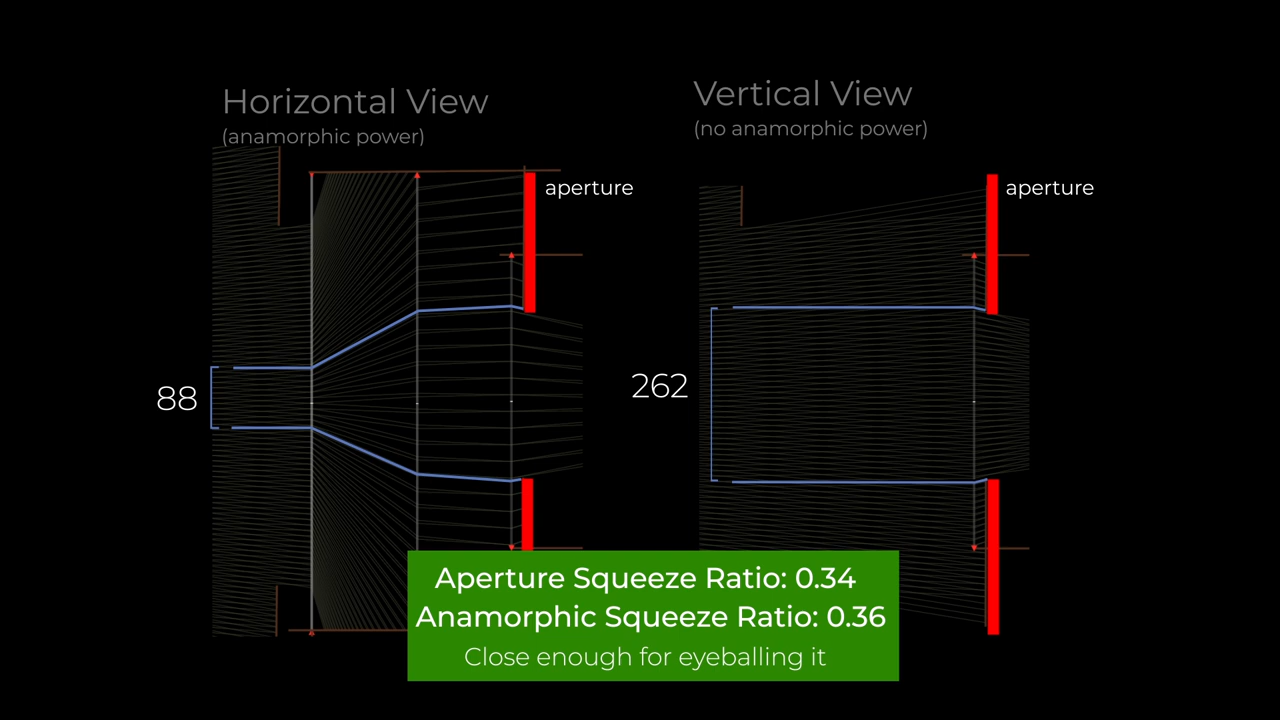 Horizontal View
(anamorphic power)
aperture
88
Vertical View
(no anamorphic power)
aperture
262
Aperture Squeeze Ratio: 0.34
Anamorphic Squeeze Ratio: 0.36
Close enough for eyeballing it